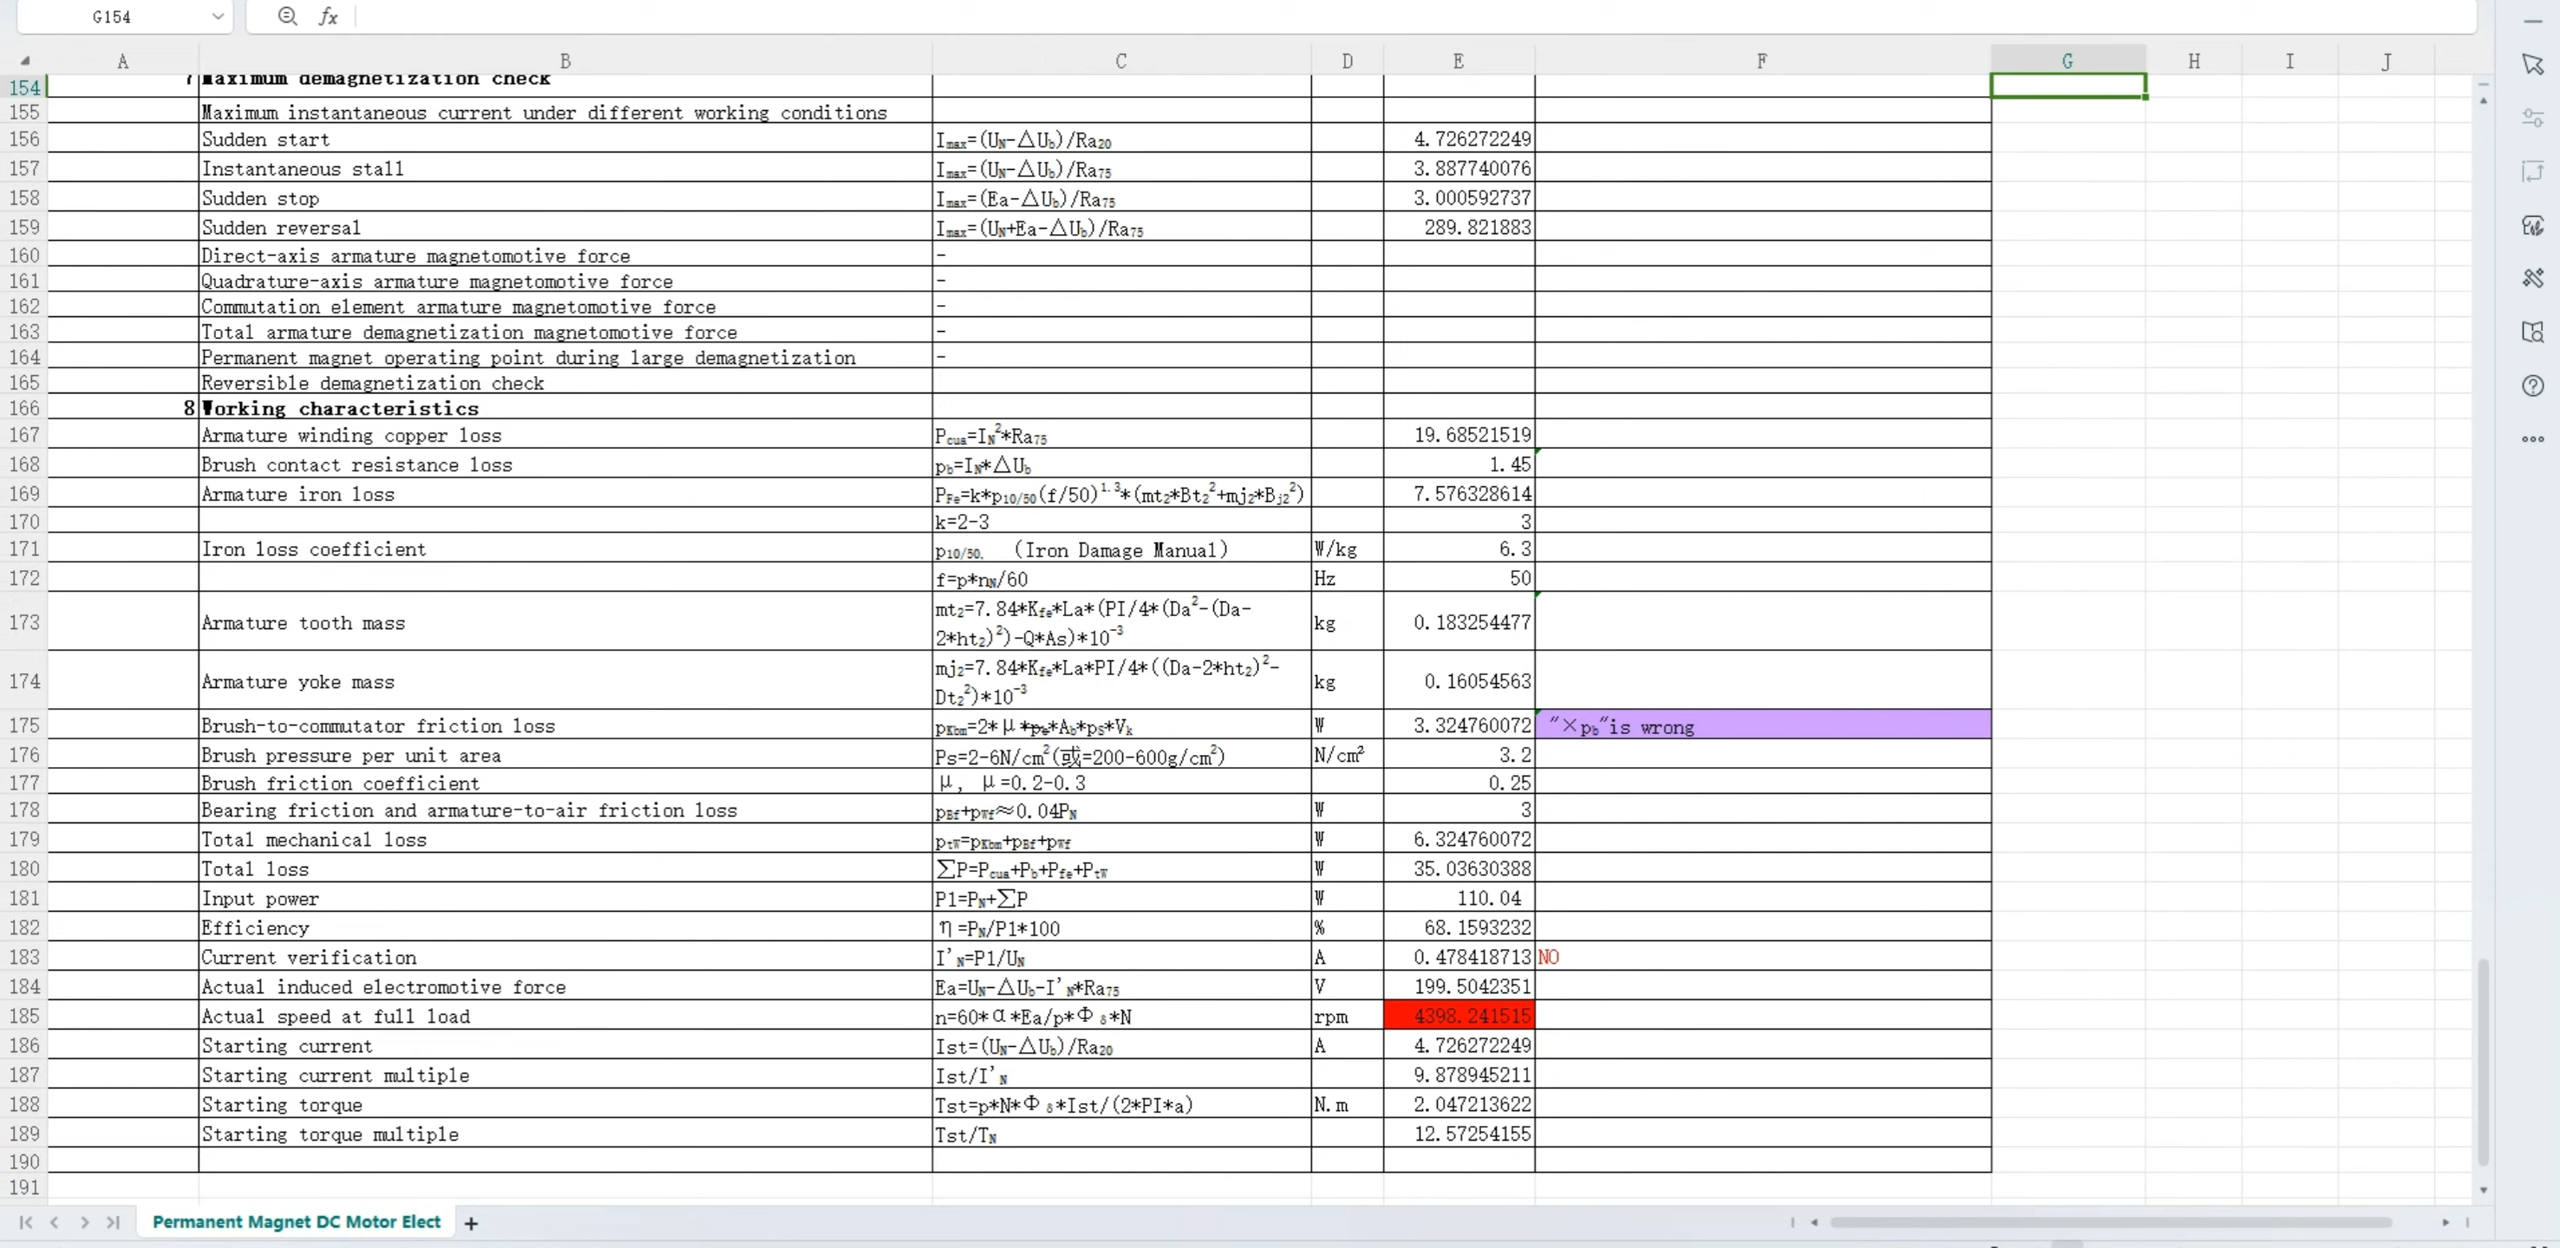 G154
fx
A B C D E F G H I J
154 7 Maximum demagnetization check
155 Maximum instantaneous current under different working conditions
156 Sudden start Imax=(UN-△Ub)/Ra20 4.726272249
157 Instantaneous stall Imax=(UN-△Ub)/Ra75 3.887740076
158 Sudden stop Imax=(Ea-△Ub)/Ra75 3.000592737
159 Sudden reversal Imax=(UN+Ea-△Ub)/Ra75 289.821883
160 Direct-axis armature magnetomotive force -
161 Quadrature-axis armature magnetomotive force -
162 Commutation element armature magnetomotive force -
163 Total armature demagnetization magnetomotive force -
164 Permanent magnet operating point during large demagnetization -
165 Reversible demagnetization check
166 8 Working characteristics
167 Armature winding copper loss Pcua=IN²*Ra75 19.68521519
168 Brush contact resistance loss pb=IN*△Ub 1.45
169 Armature iron loss PFe=k*p10/50(f/50)^1.3*(mt2*Bt2²+mj2*Bj2²) 7.576328614
170 k=2-3 3
171 Iron loss coefficient p10/50, (Iron Damage Manual) W/kg 6.3
172 f=p*nN/60 Hz 50
173 Armature tooth mass mt2=7.84*Kfe*La*(PI/4*(Da²-(Da-
2*ht2)²)-Q*As)*10⁻³ kg 0.183254477
174 Armature yoke mass mj2=7.84*Kfe*La*PI/4*((Da-2*ht2)²-
Dt2²)*10⁻³ kg 0.16054563
175 Brush-to-commutator friction loss pKbm=2*μ*pe*Ab*pS*Vk W 3.324760072 "×pb"is wrong
176 Brush pressure per unit area Ps=2-6N/cm²(或=200-600g/cm²) N/cm² 3.2
177 Brush friction coefficient μ, μ=0.2-0.3 0.25
178 Bearing friction and armature-to-air friction loss pBf+pWf≈0.04PN W 3
179 Total mechanical loss ptW=pKbm+pBf+pWf W 6.324760072
180 Total loss ∑P=Pcua+Pb+Pfe+PtW W 35.03630388
181 Input power P1=PN+∑P W 110.04
182 Efficiency η=PN/P1*100 % 68.1593232
183 Current verification I'N=P1/UN A 0.478418713 NO
184 Actual induced electromotive force Ea=UN-△Ub-I'N*Ra75 V 199.5042351
185 Actual speed at full load n=60*α*Ea/p*Φδ*N rpm 4398.241515
186 Starting current Ist=(UN-△Ub)/Ra20 A 4.726272249
187 Starting current multiple Ist/I'N 9.878945211
188 Starting torque Tst=p*N*Φδ*Ist/(2*PI*a) N.m 2.047213622
189 Starting torque multiple Tst/TN 12.57254155
190
191
Permanent Magnet DC Motor Elect +